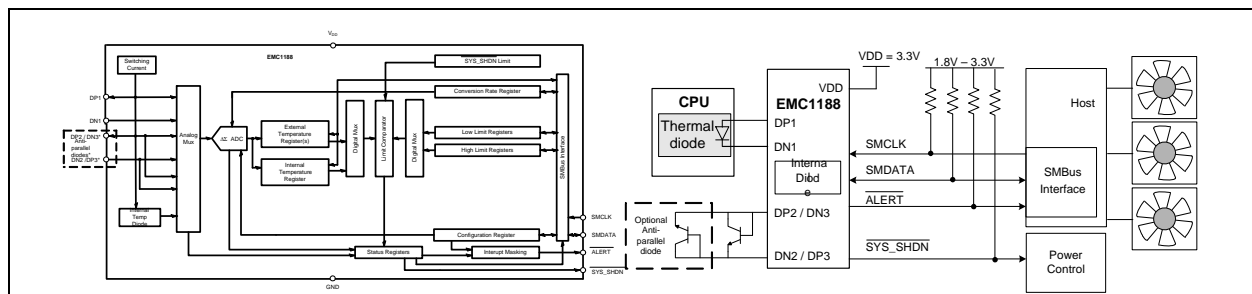 VDD
EMC1188
Switching
Current
SYS_SHDN Limit
Conversion Rate Register
DP1
DN1
DP2 / DN3*
Anti-
parallel
diodes*
DN2 /DP3*
Analog
Mux
ΔΣ ADC
External
Temperature
Register(s)
Internal
Temperature
Register
Digital Mux
Limit Comparator
Digital Mux
Low Limit Registers
High Limit Registers
SMBus Interface
Internal
Temp
Diode
Configuration Register
Status Registers
Interupt Masking
SMCLK
SMDATA
ALERT
SYS_SHDN
GND
VDD = 3.3V
1.8V – 3.3V
CPU
Thermal
diode
VDD
EMC1188
DP1
DN1
Interna
l
Diod
e
DP2 / DN3
DN2 / DP3
Optional
Anti-
parallel
diode
SMCLK
SMDATA
ALERT
SYS_SHDN
Host
SMBus
Interface
Power
Control